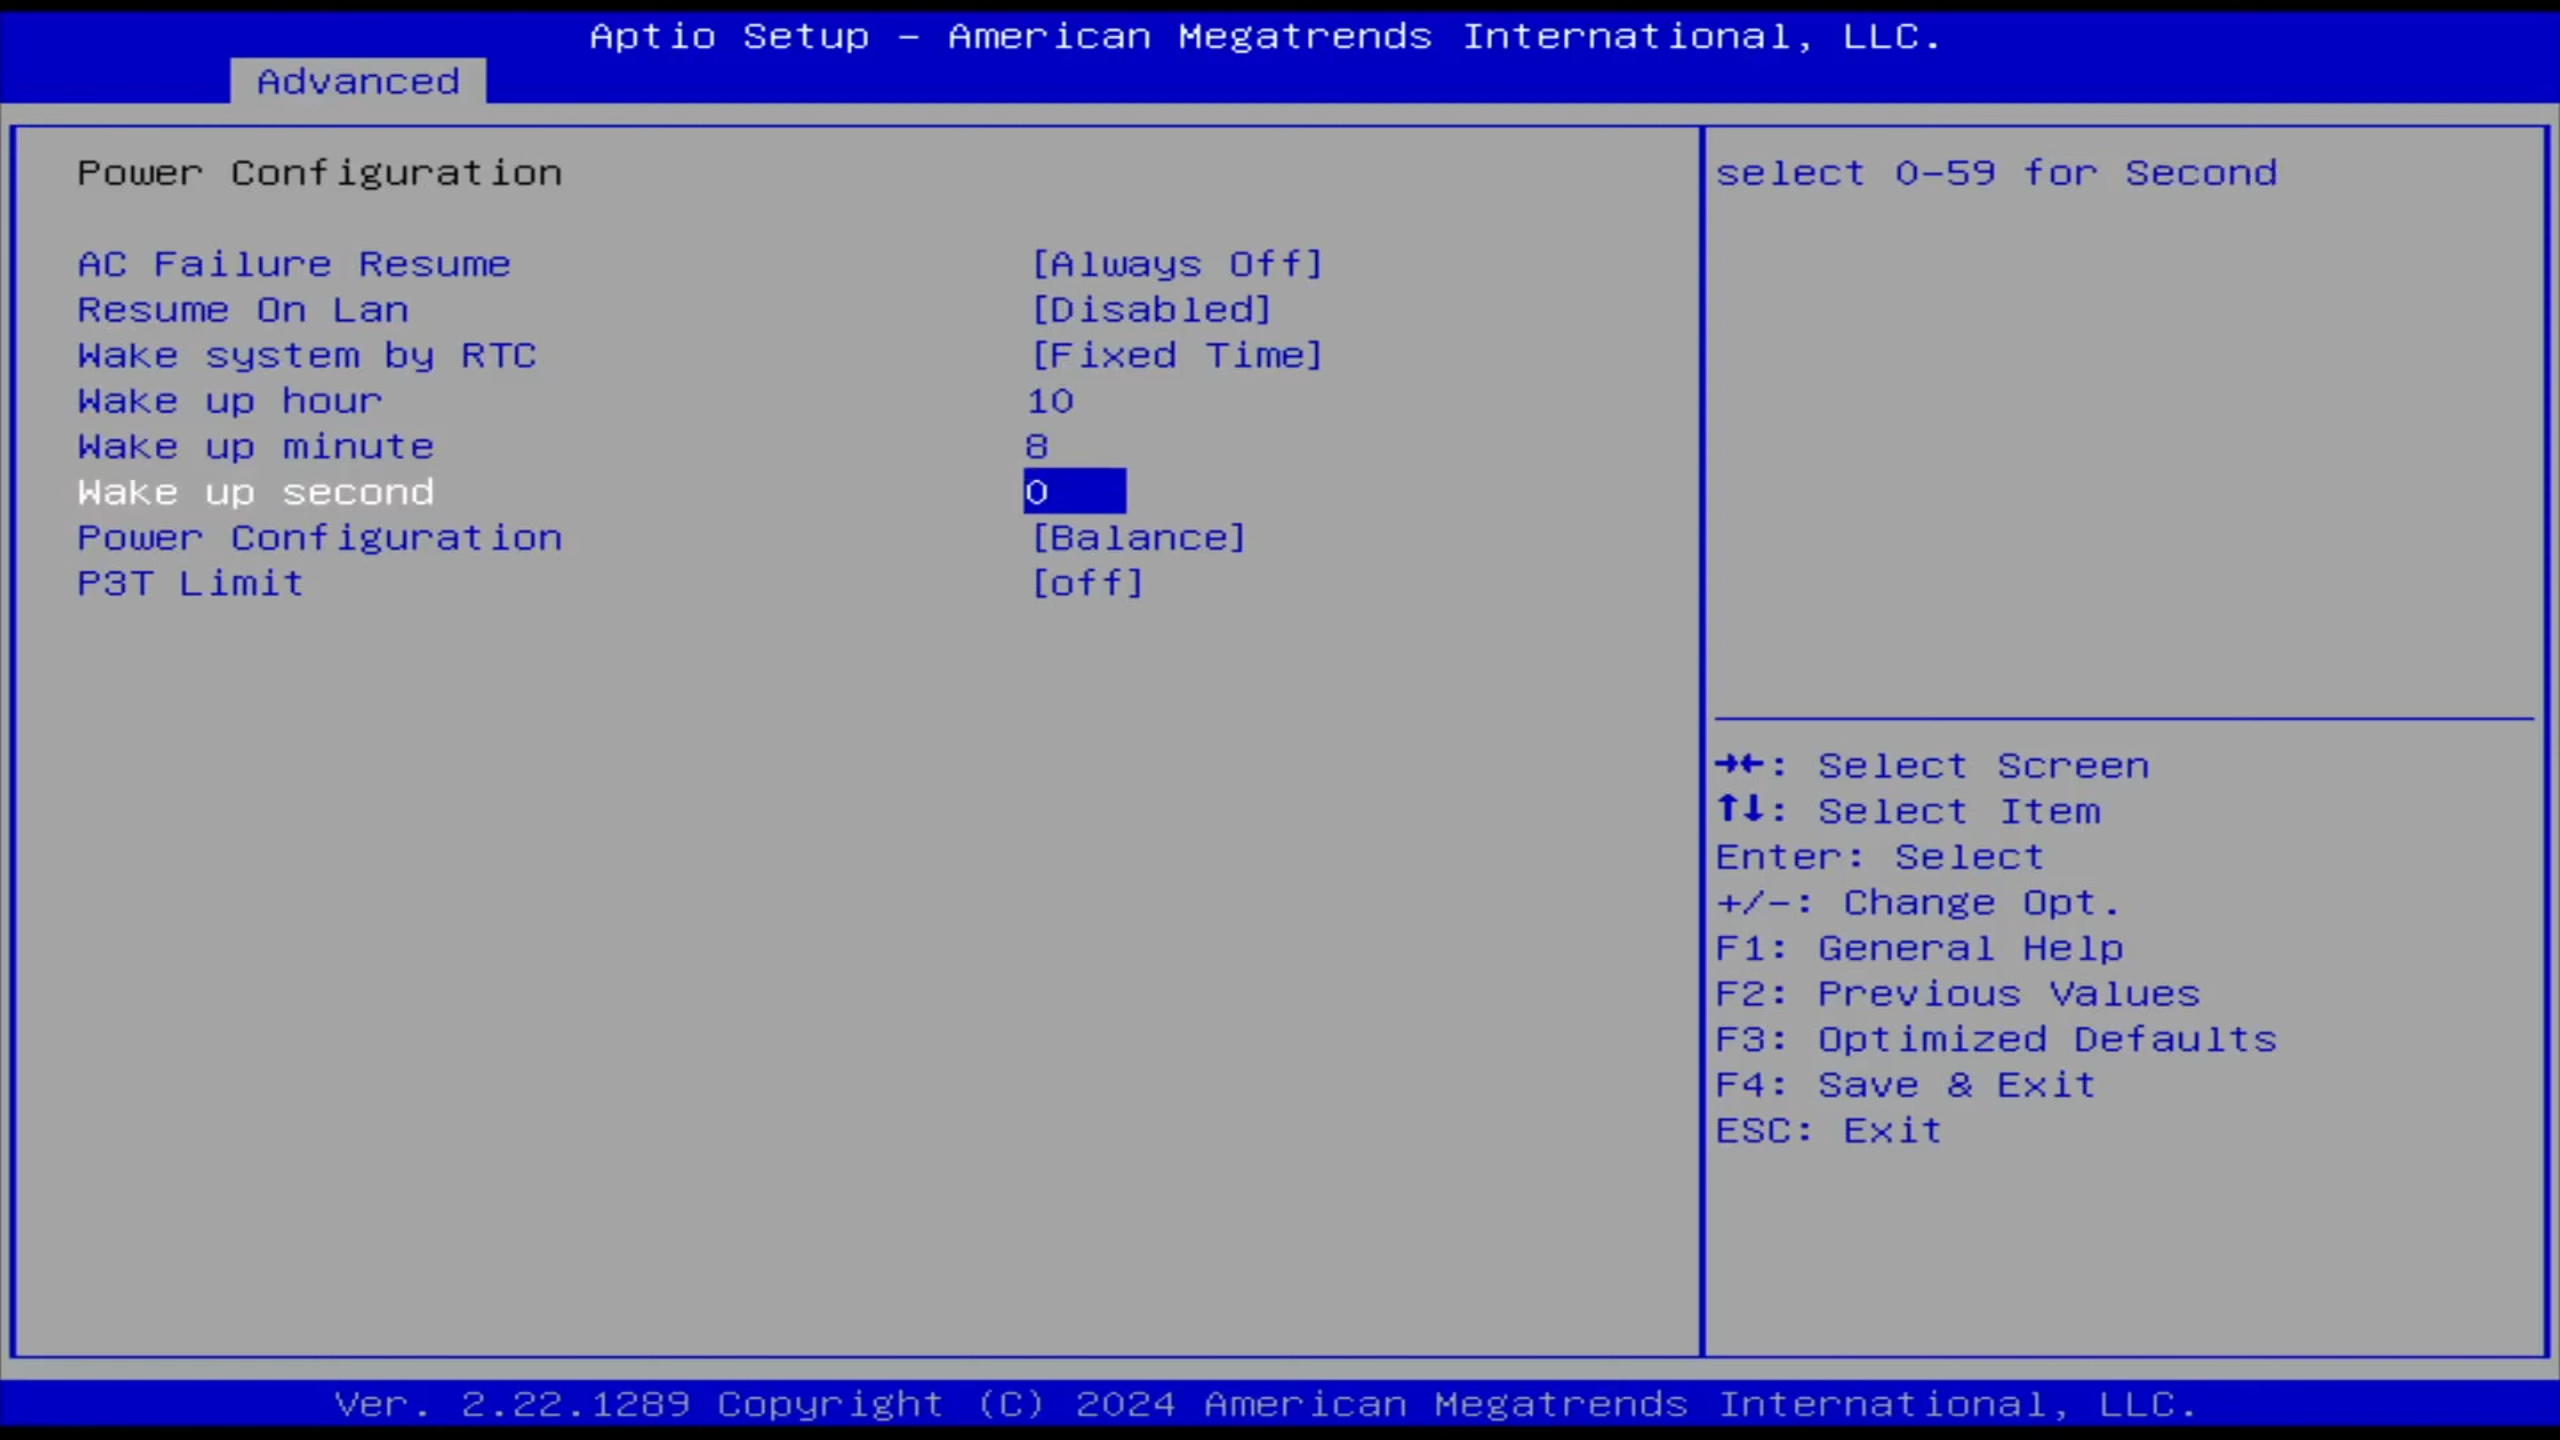 Aptio Setup - American Megatrends International, LLC.
Advanced
Power Configuration
AC Failure Resume [Always Off]
Resume On Lan [Disabled]
Wake system by RTC [Fixed Time]
Wake up hour 10
Wake up minute 8
Wake up second 0
Power Configuration [Balance]
P3T Limit [off]
select 0-59 for Second
→←: Select Screen
↑↓: Select Item
Enter: Select
+/-: Change Opt.
F1: General Help
F2: Previous Values
F3: Optimized Defaults
F4: Save & Exit
ESC: Exit
Ver. 2.22.1289 Copyright (C) 2024 American Megatrends International, LLC.